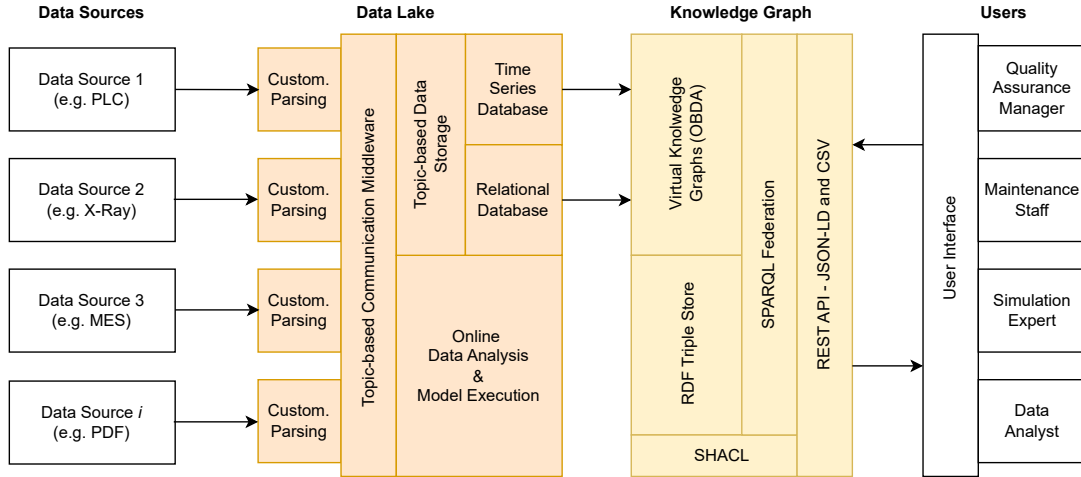 Data Sources
Data Lake
Knowledge Graph
Users
Data Source 1
(e.g. PLC)
Data Source 2
(e.g. X-Ray)
Data Source 3
(e.g. MES)
Data Source i
(e.g. PDF)
Custom.
Parsing
Custom.
Parsing
Custom.
Parsing
Custom.
Parsing
Topic-based Communication Middleware
Topic-based Data
Storage
Time
Series
Database
Relational
Database
Online
Data Analysis
&
Model Execution
Virtual Knolwedge
Graphs (OBDA)
RDF Triple Store
SPARQL Federation
SHACL
REST API - JSON-LD and CSV
User Interface
Quality
Assurance
Manager
Maintenance
Staff
Simulation
Expert
Data
Analyst